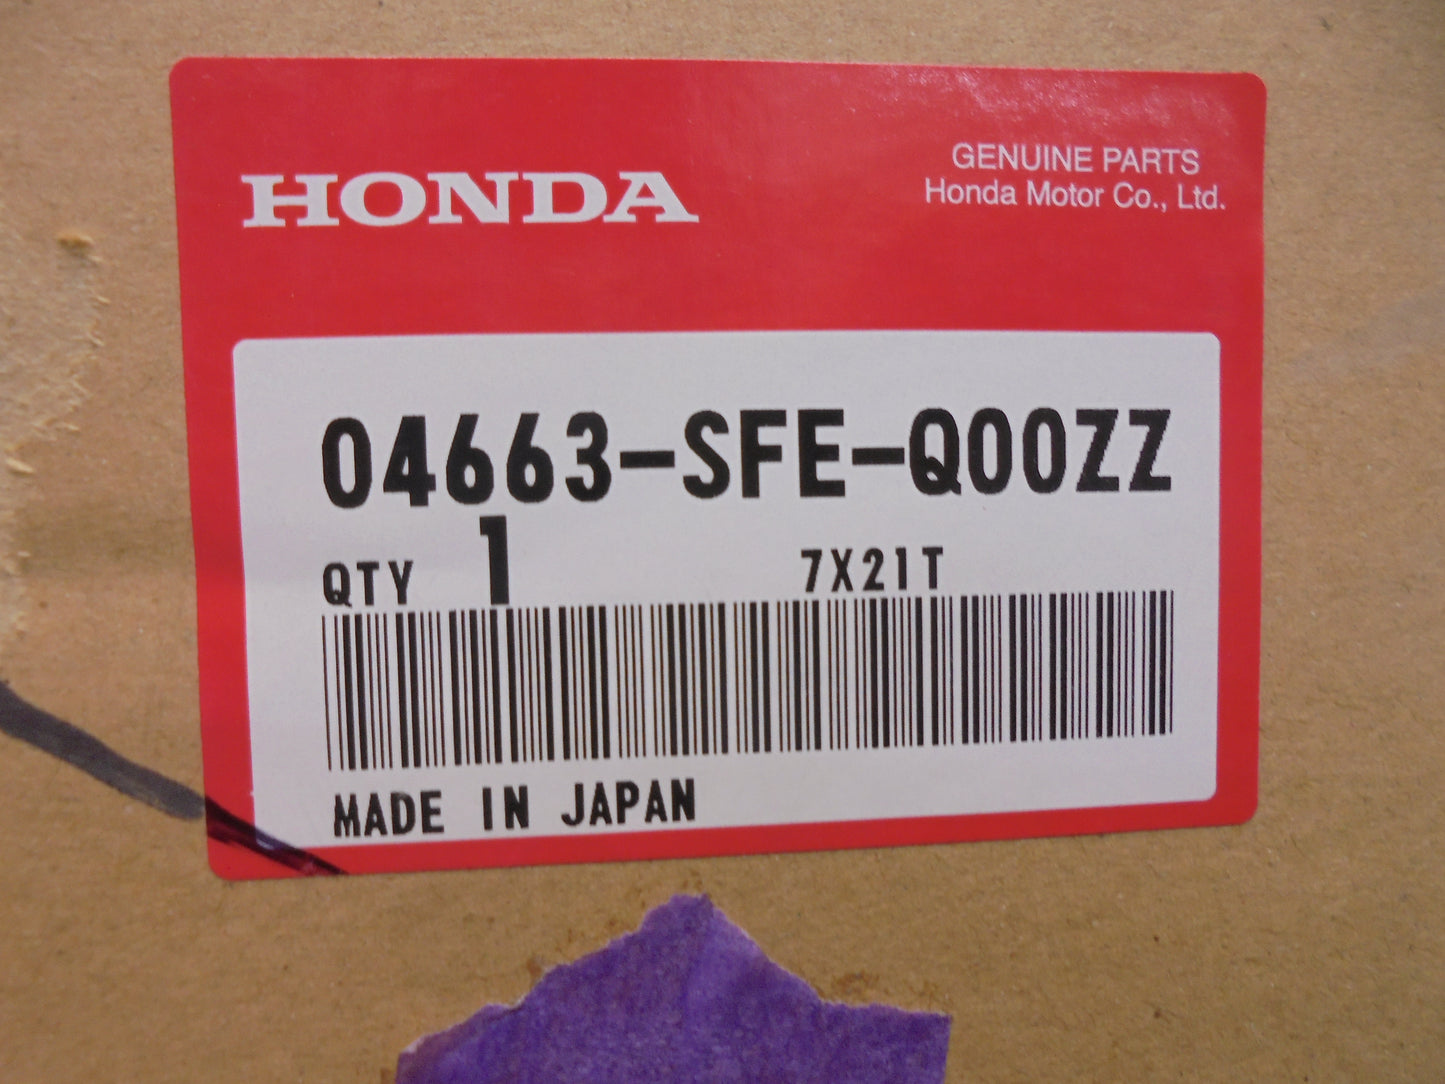 HONDA
GENUINE PARTS
Honda Motor Co., Ltd.
04663-SFE-Q00ZZ
QTY 1 7X21T
MADE IN JAPAN